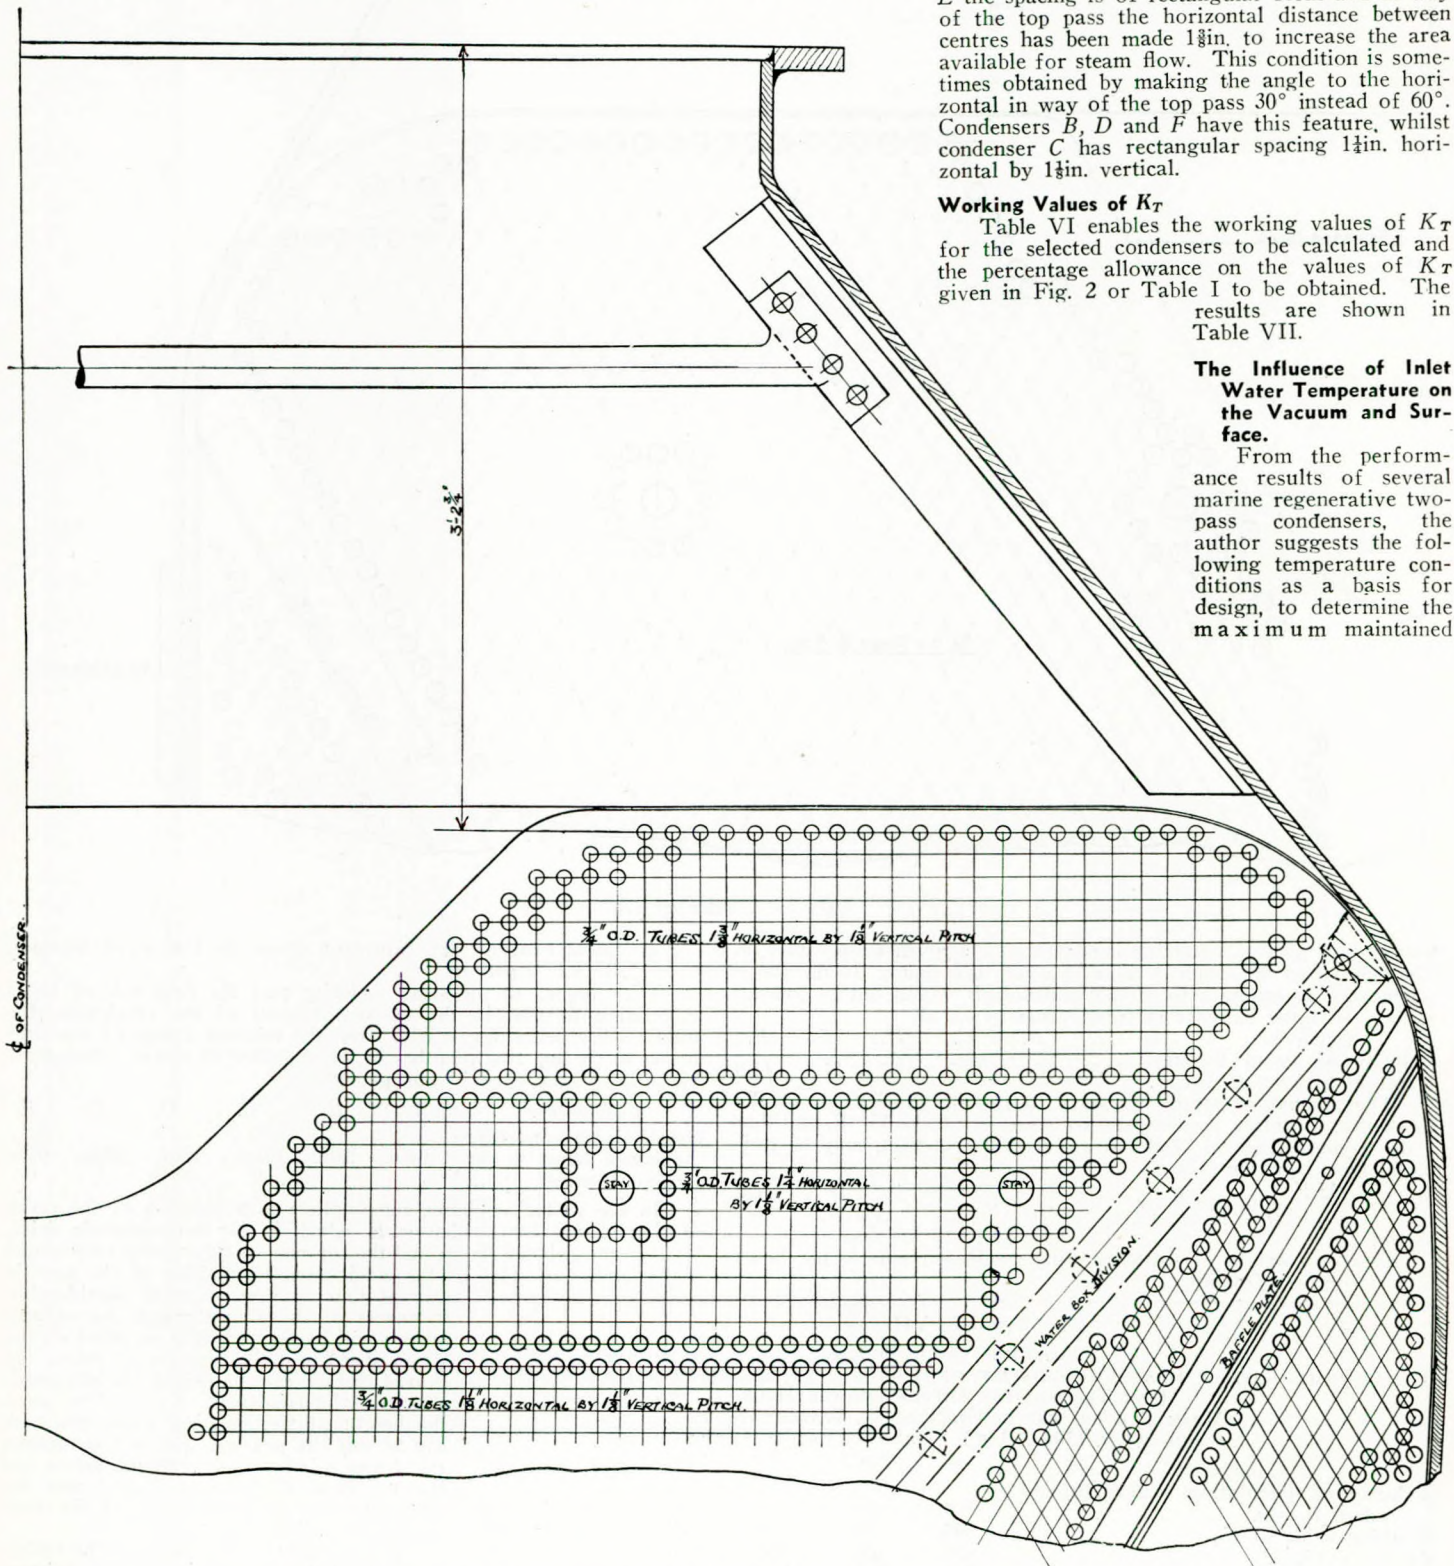 of the top pass the horizontal distance between
centres has been made 1⅜in. to increase the area
available for steam flow. This condition is some-
times obtained by making the angle to the hori-
zontal in way of the top pass 30° instead of 60°.
Condensers B, D and F have this feature, whilst
condenser C has rectangular spacing 1¼in. hori-
zontal by 1⅛in. vertical.
Working Values of K_T
Table VI enables the working values of K_T
for the selected condensers to be calculated and
the percentage allowance on the values of K_T
given in Fig. 2 or Table I to be obtained. The
results are shown in
Table VII.
The Influence of Inlet
Water Temperature on
the Vacuum and Sur-
face.
From the perform-
ance results of several
marine regenerative two-
pass condensers, the
author suggests the fol-
lowing temperature con-
ditions as a basis for
design, to determine the
maximum maintained
3'-2¾"
℄ OF CONDENSER.
¾" O.D. TUBES 1⅜" HORIZONTAL BY 1⅛" VERTICAL PITCH
STAY
¾" O.D. TUBES 1¼" HORIZONTAL
BY 1⅛" VERTICAL PITCH
STAY
WATER BOX DIVISION.
BAFFLE PLATE.
¾" O.D. TUBES 1⅛" HORIZONTAL BY 1⅛" VERTICAL PITCH.